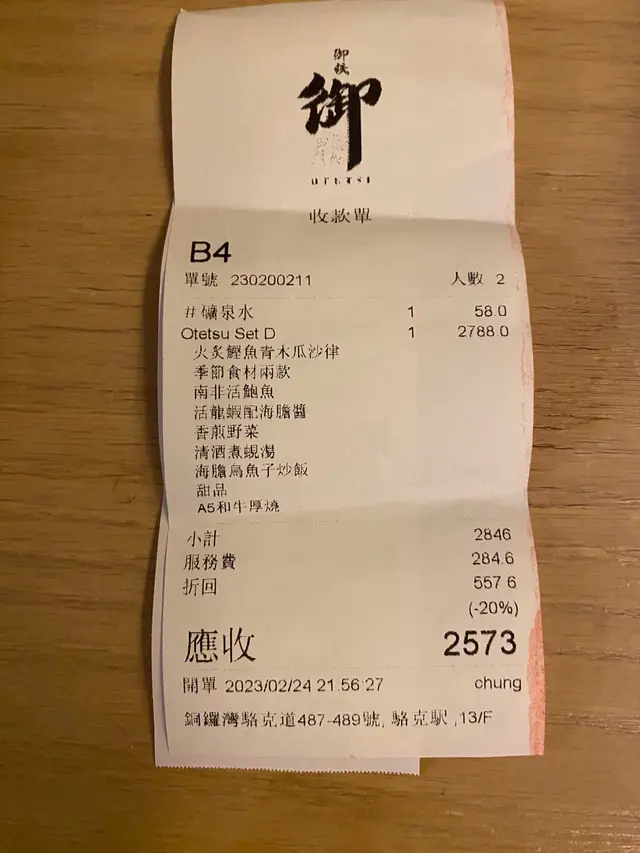 御鉄
御
OTETSU
收款單
B4
單號 230200211 人數 2
#礦泉水 1 58.0
Otetsu Set D 1 2788.0
火炙鰹魚青木瓜沙律
季節食材兩款
南非活鮑魚
活龍蝦配海膽醬
香煎野菜
清酒煮蜆湯
海膽烏魚子炒飯
甜品
A5和牛厚燒
小計 2846
服務費 284.6
折回 557.6
(-20%)
應收 2573
開單 2023/02/24 21:56:27 chung
銅鑼灣駱克道487-489號, 駱克駅 ,13/F